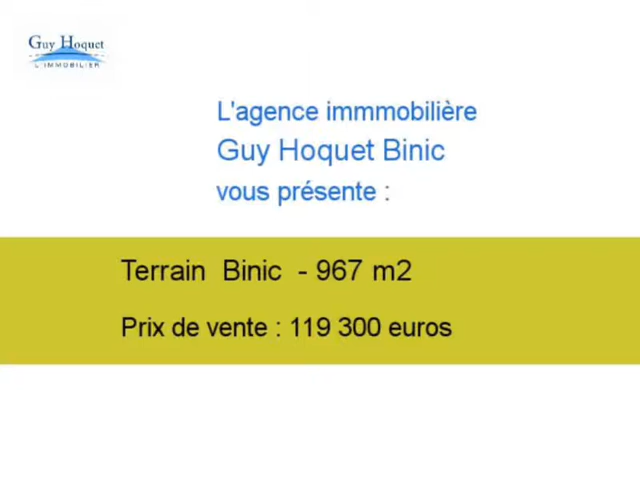 Guy Hoquet
L'IMMOBILIER
L'agence immmobilière
Guy Hoquet Binic
vous présente :
Terrain Binic - 967 m2
Prix de vente : 119 300 euros